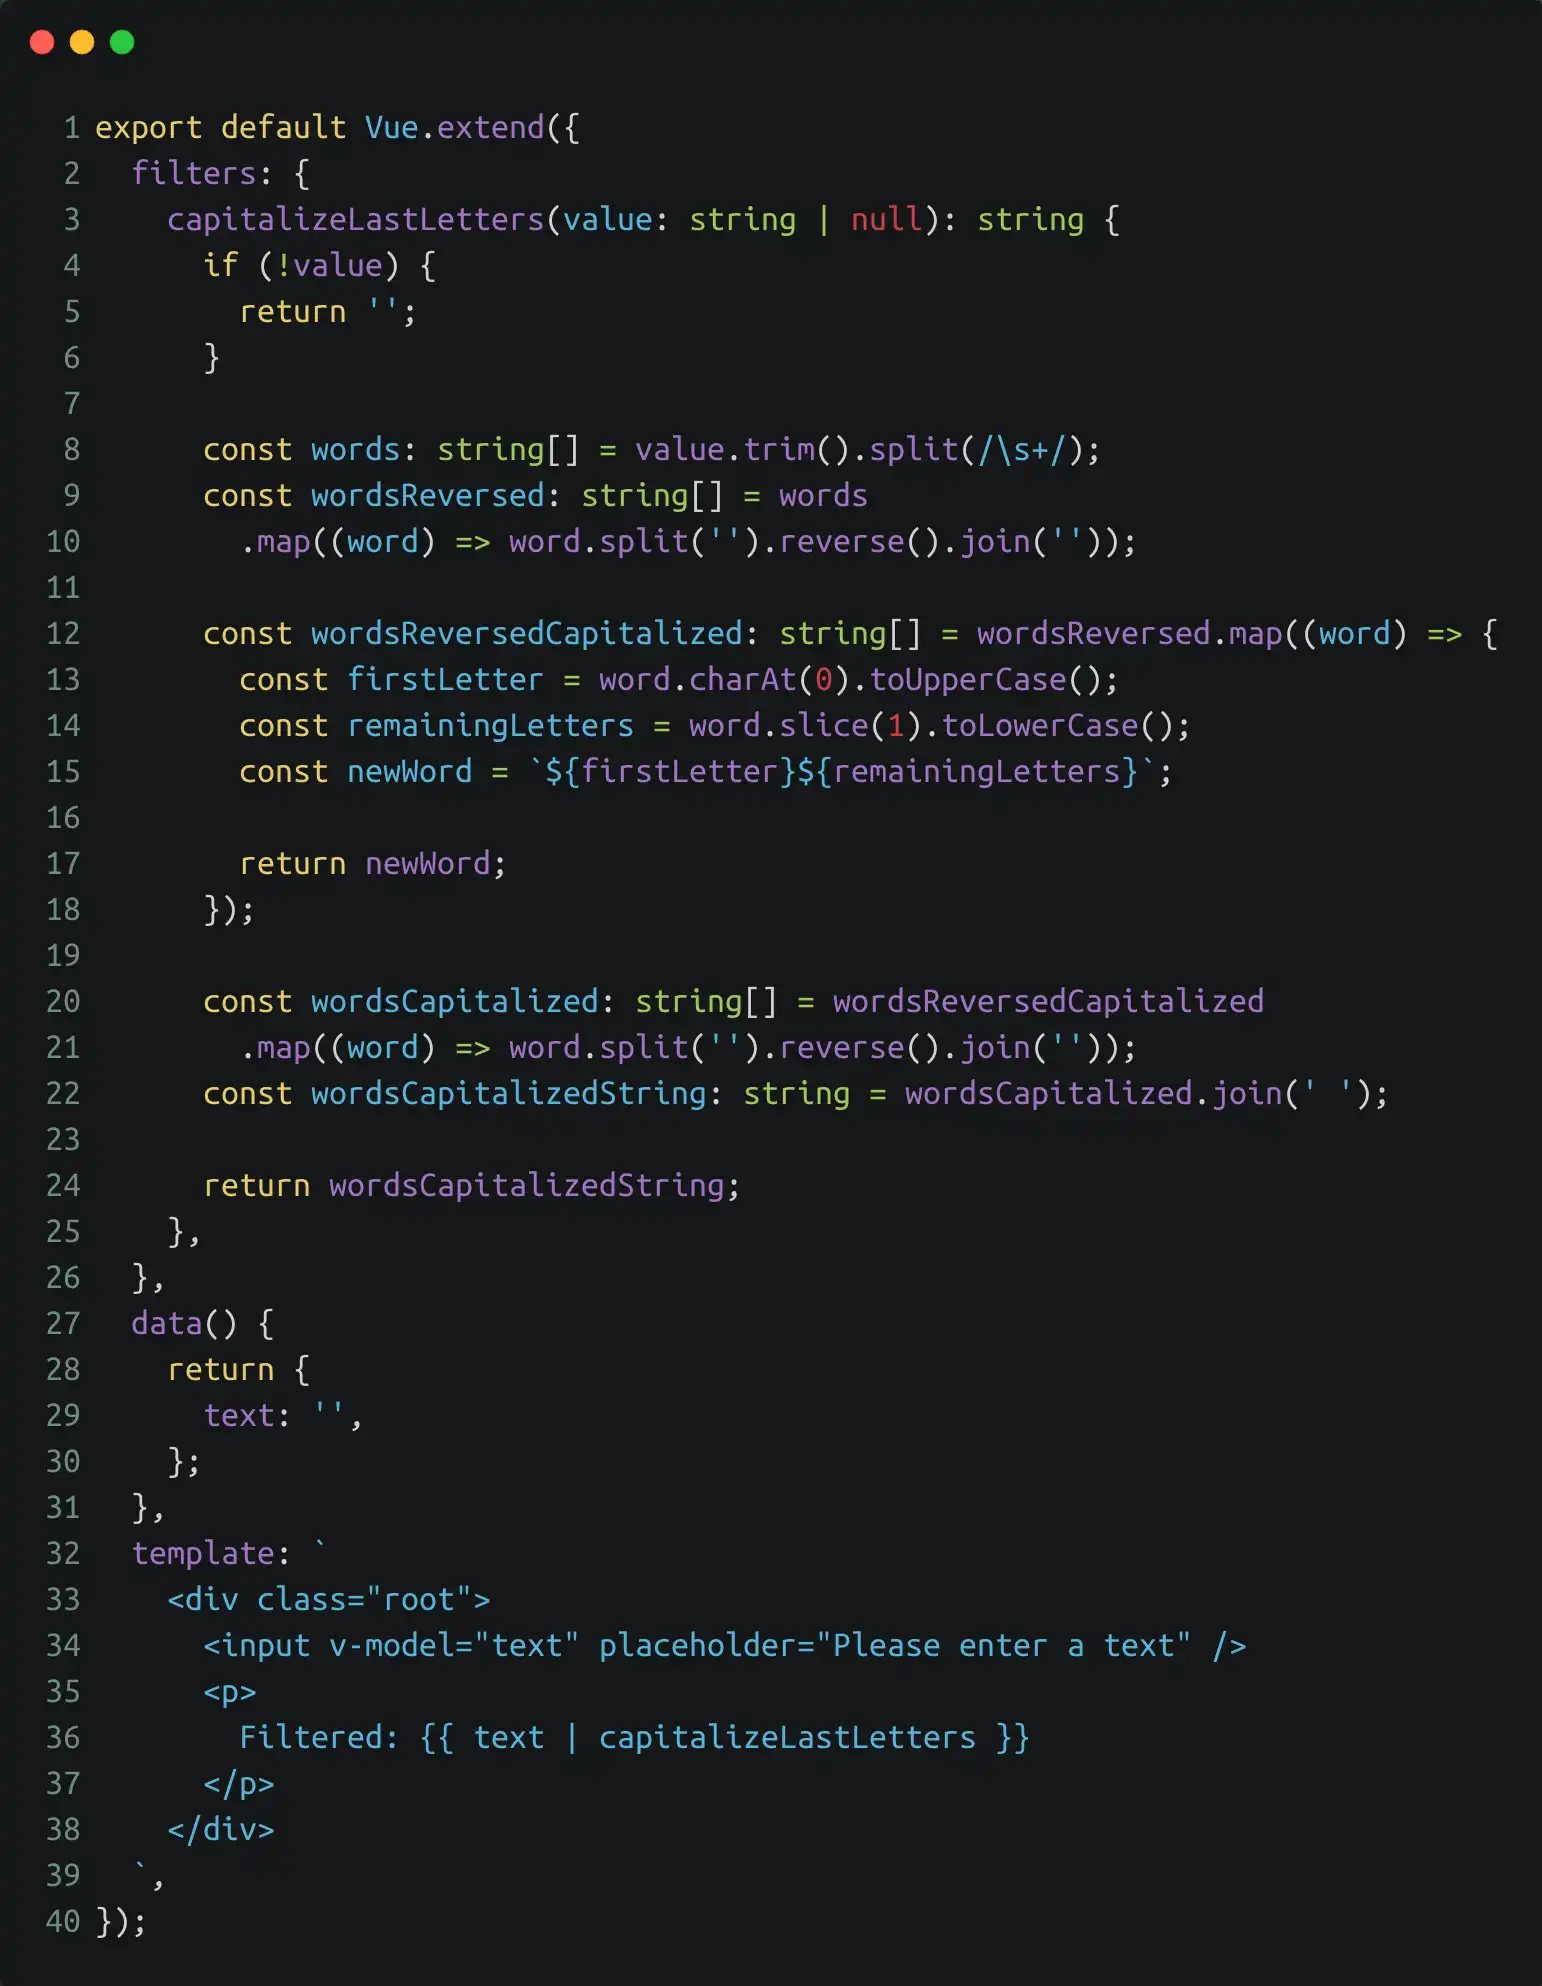 1 export default Vue.extend({
2   filters: {
3     capitalizeLastLetters(value: string | null): string {
4       if (!value) {
5         return '';
6       }
7
8       const words: string[] = value.trim().split(/\s+/);
9       const wordsReversed: string[] = words
10         .map((word) => word.split('').reverse().join(''));
11
12       const wordsReversedCapitalized: string[] = wordsReversed.map((word) => {
13         const firstLetter = word.charAt(0).toUpperCase();
14         const remainingLetters = word.slice(1).toLowerCase();
15         const newWord = `${firstLetter}${remainingLetters}`;
16
17         return newWord;
18       });
19
20       const wordsCapitalized: string[] = wordsReversedCapitalized
21         .map((word) => word.split('').reverse().join(''));
22       const wordsCapitalizedString: string = wordsCapitalized.join(' ');
23
24       return wordsCapitalizedString;
25     },
26   },
27   data() {
28     return {
29       text: '',
30     };
31   },
32   template: `
33     <div class="root">
34       <input v-model="text" placeholder="Please enter a text" />
35       <p>
36         Filtered: {{ text | capitalizeLastLetters }}
37       </p>
38     </div>
39   `,
40 });